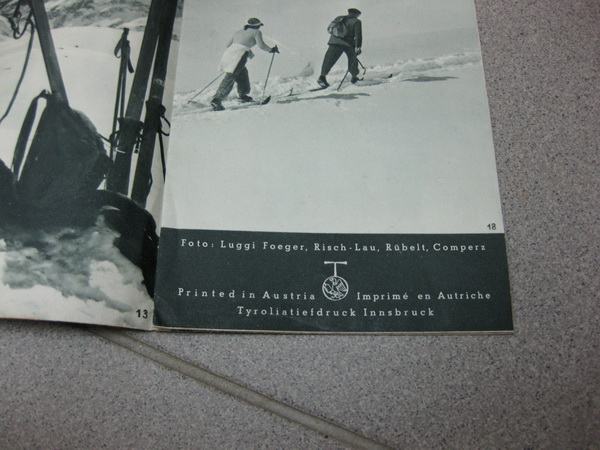 18
Foto: Luggi Foeger, Risch-Lau, Rübelt, Comperz
Printed in Austria Imprimé en Autriche
Tyroliatiefdruck Innsbruck
13